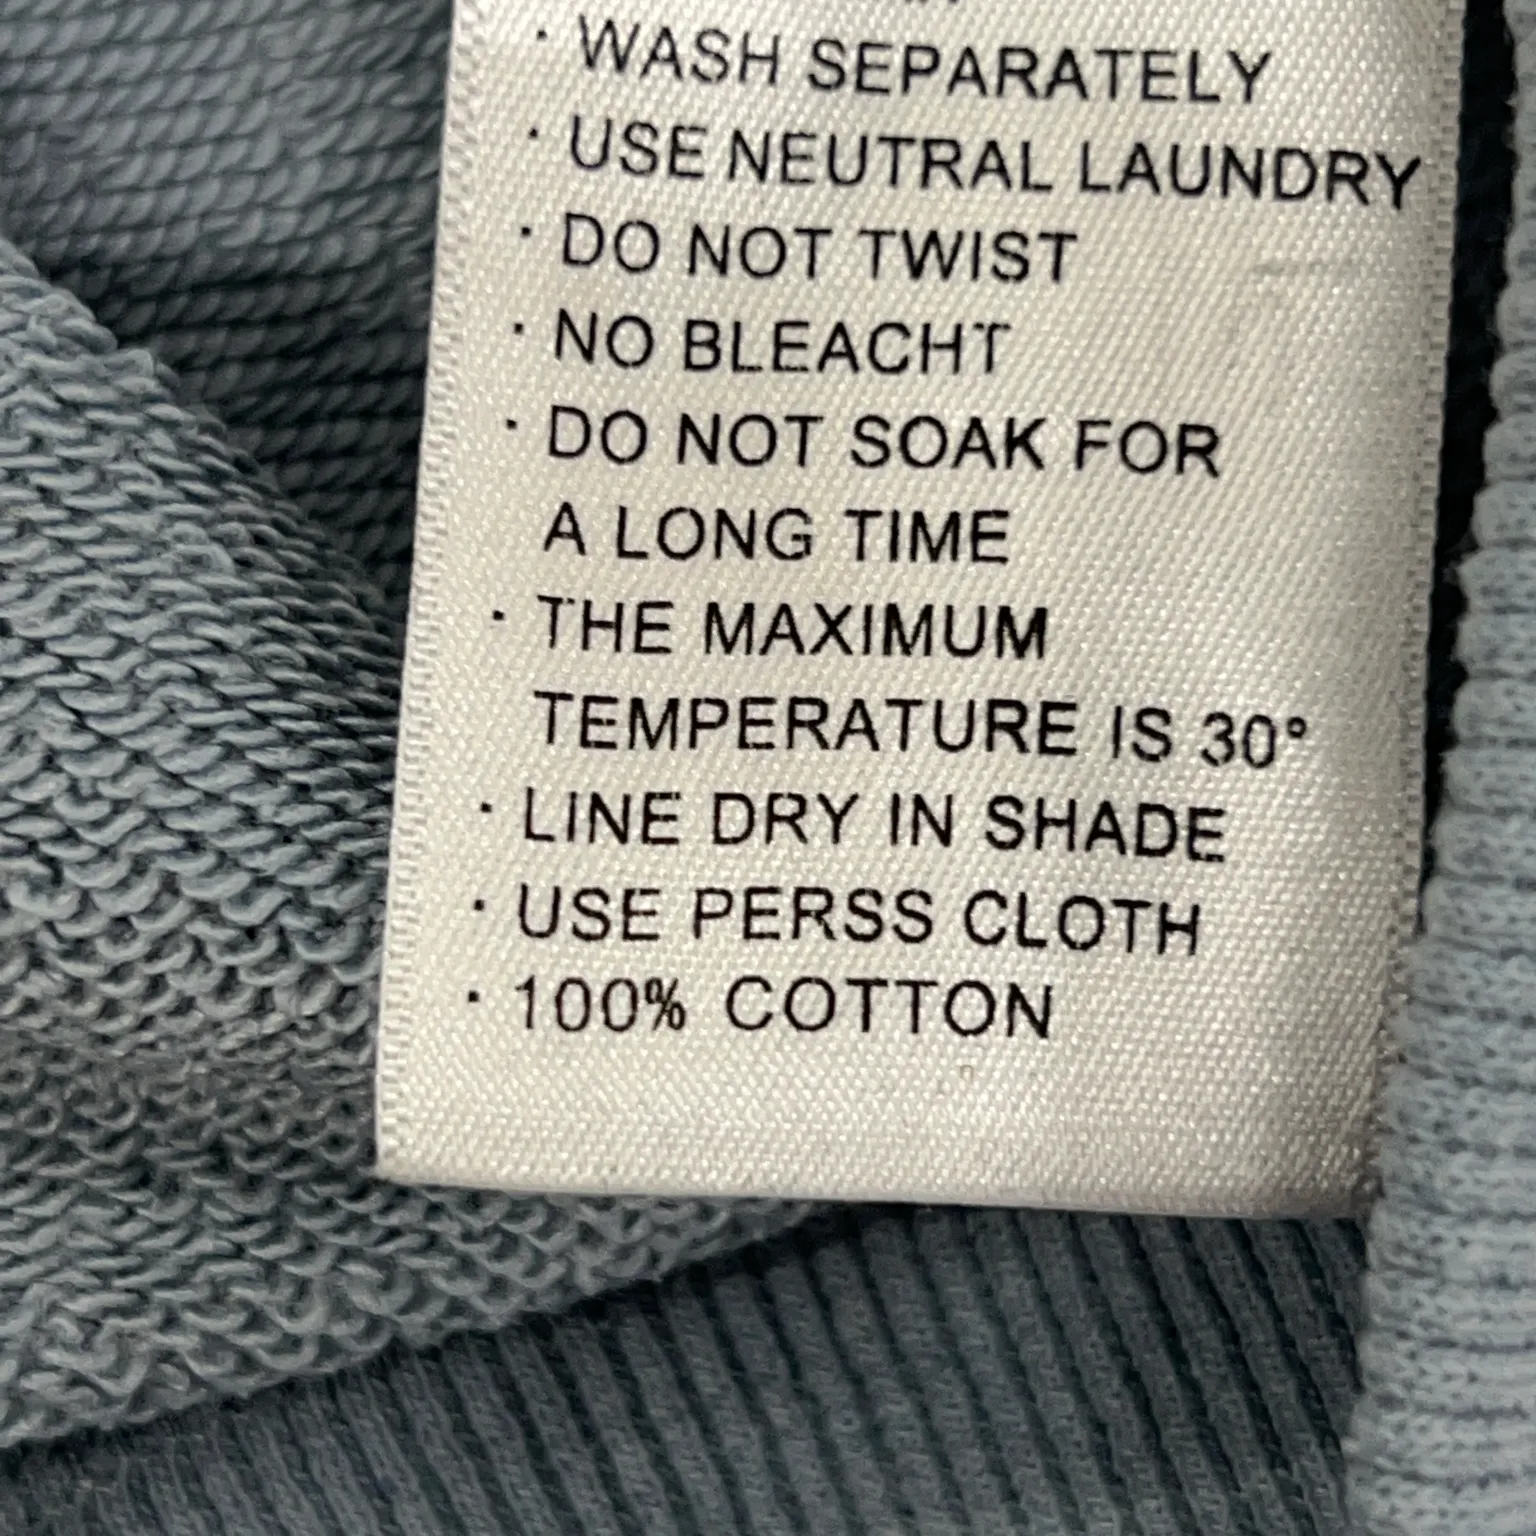 · WASH SEPARATELY
· USE NEUTRAL LAUNDRY
· DO NOT TWIST
· NO BLEACHT
· DO NOT SOAK FOR
A LONG TIME
· THE MAXIMUM
TEMPERATURE IS 30°
· LINE DRY IN SHADE
· USE PERSS CLOTH
· 100% COTTON